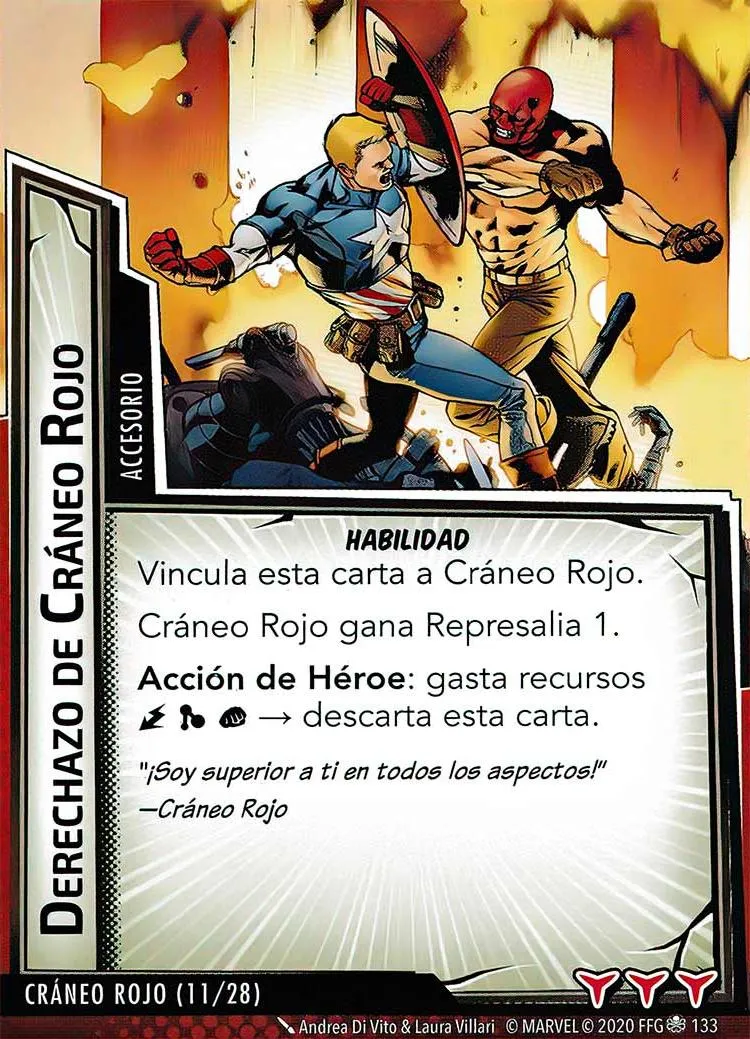 DERECHAZO DE CRÁNEO ROJO
ACCESORIO
HABILIDAD
Vincula esta carta a Cráneo Rojo.
Cráneo Rojo gana Represalia 1.
Acción de Héroe: gasta recursos
→ descarta esta carta.
"¡Soy superior a ti en todos los aspectos!"
—Cráneo Rojo
CRÁNEO ROJO (11/28)
Andrea Di Vito & Laura Villari © MARVEL © 2020 FFG 133